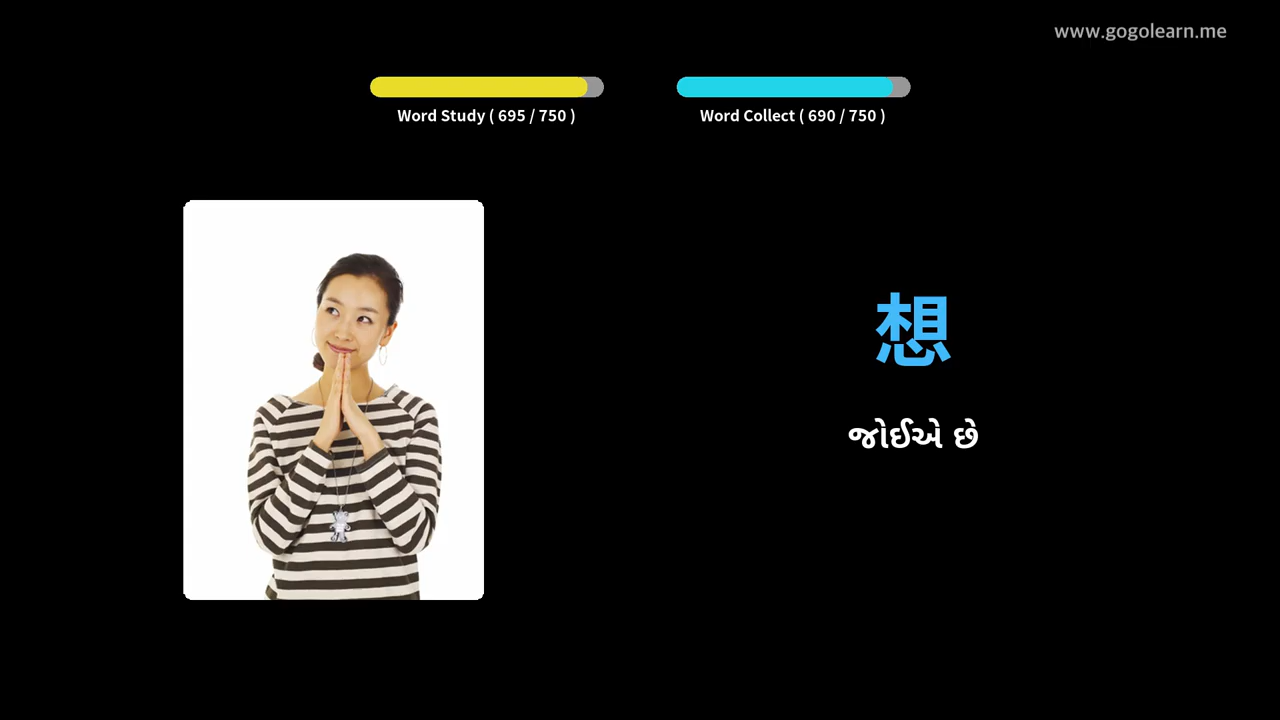 www.gogolearn.me
Word Study ( 695 / 750 )
Word Collect ( 690 / 750 )
想
જોઈએ છે